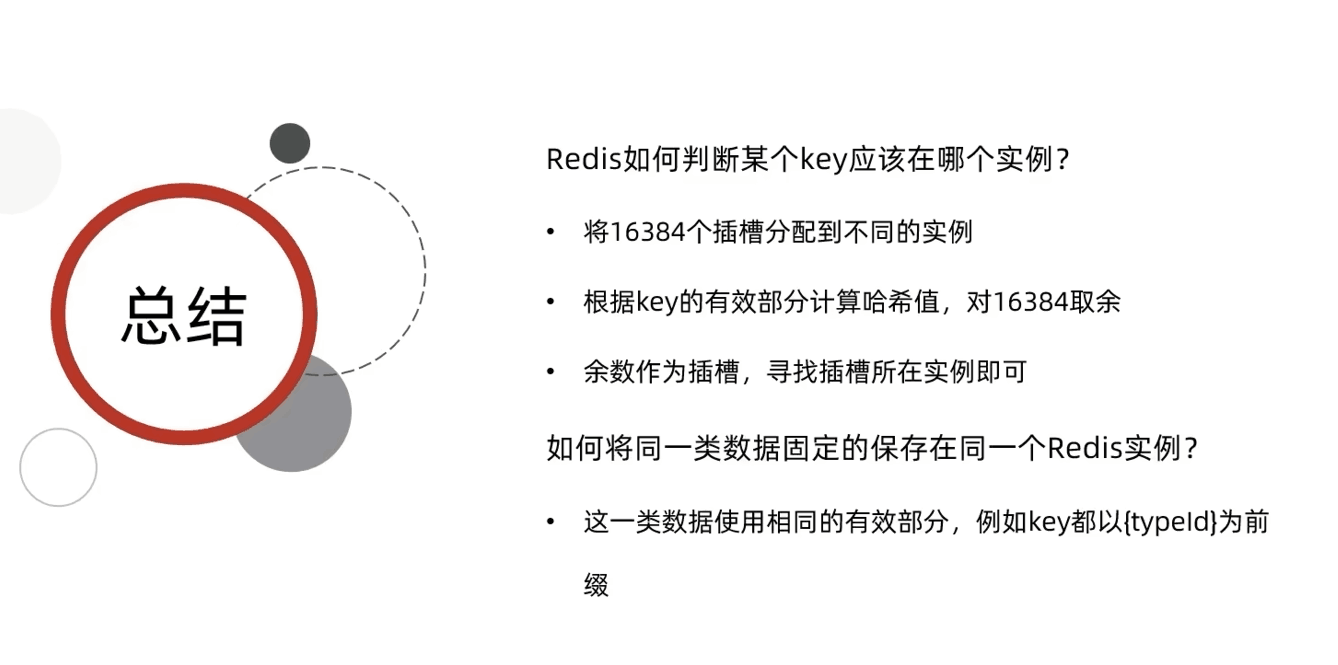 总结
Redis如何判断某个key应该在哪个实例？
• 将16384个插槽分配到不同的实例
• 根据key的有效部分计算哈希值，对16384取余
• 余数作为插槽，寻找插槽所在实例即可
如何将同一类数据固定的保存在同一个Redis实例？
• 这一类数据使用相同的有效部分，例如key都以{typeId}为前
缀